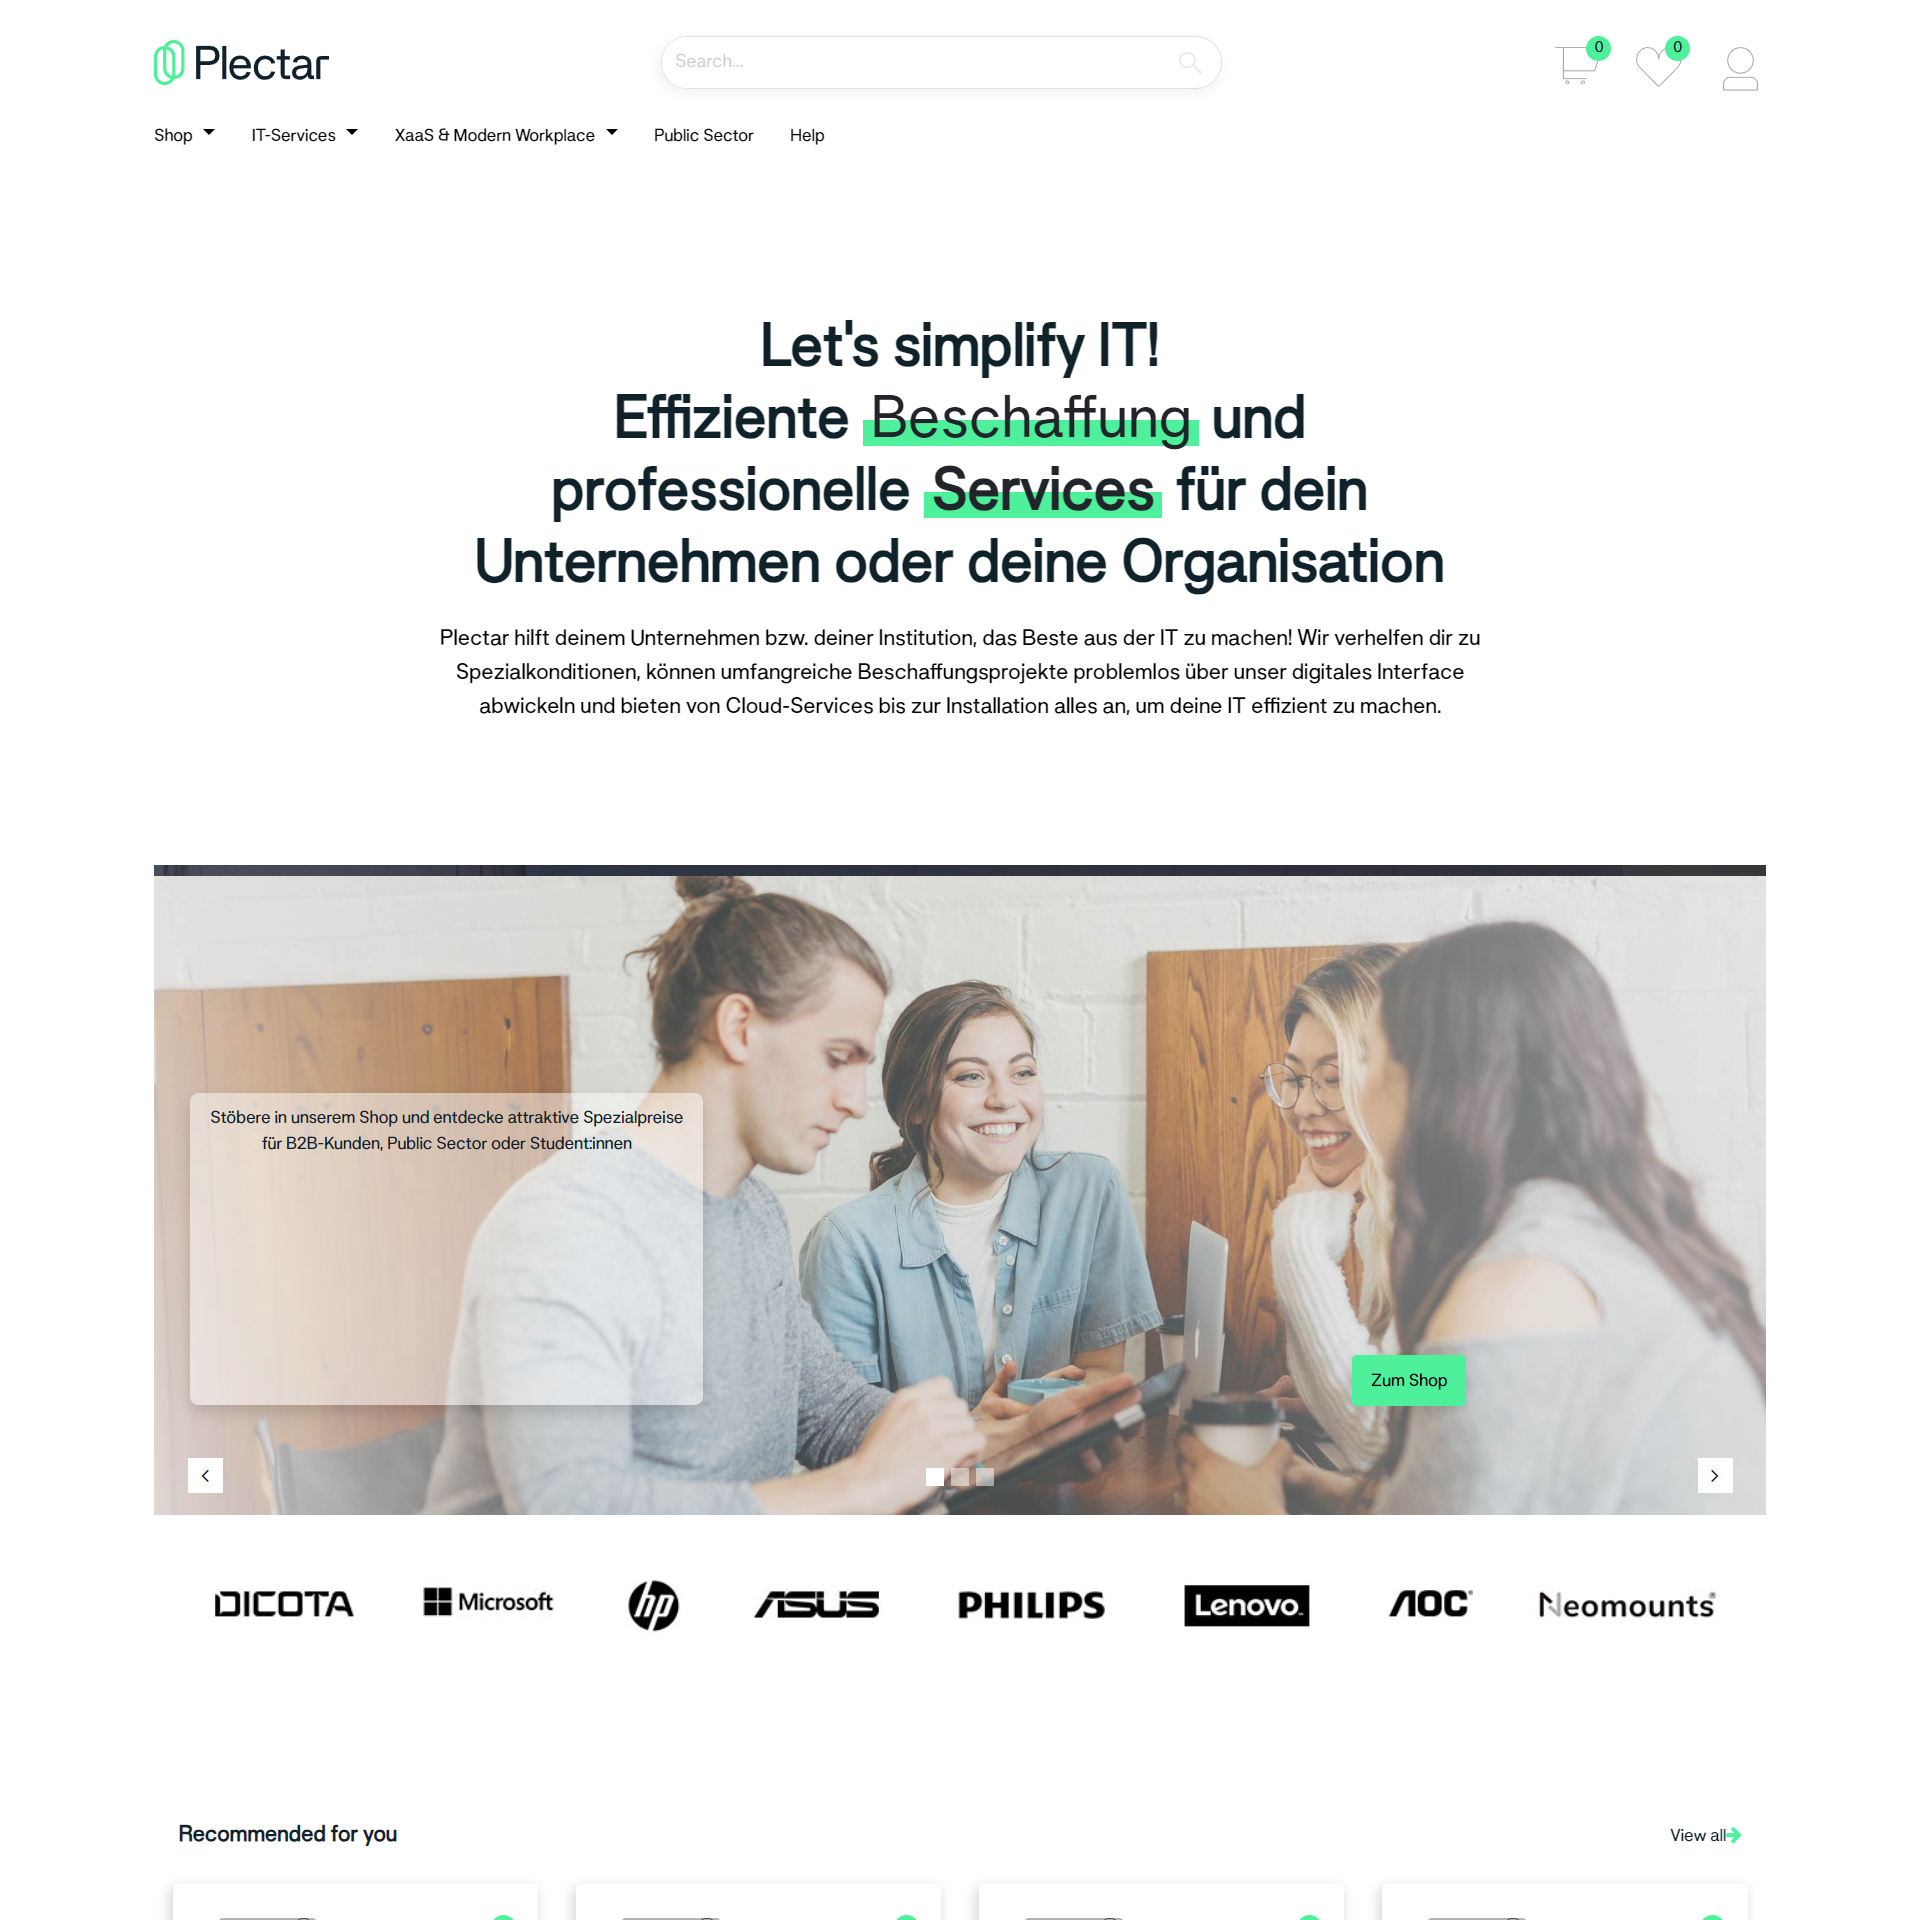 Plectar
Search...
0
0
Shop
IT-Services
XaaS & Modern Workplace
Public Sector
Help
Let's simplify IT!
Effiziente Beschaffung und
professionelle Services für dein
Unternehmen oder deine Organisation
Plectar hilft deinem Unternehmen bzw. deiner Institution, das Beste aus der IT zu machen! Wir verhelfen dir zu
Spezialkonditionen, können umfangreiche Beschaffungsprojekte problemlos über unser digitales Interface
abwickeln und bieten von Cloud-Services bis zur Installation alles an, um deine IT effizient zu machen.
Stöbere in unserem Shop und entdecke attraktive Spezialpreise
für B2B-Kunden, Public Sector oder Student:innen
Zum Shop
DICOTA
Microsoft
hp
ASUS
PHILIPS
Lenovo
AOC
Neomounts
Recommended for you
View all